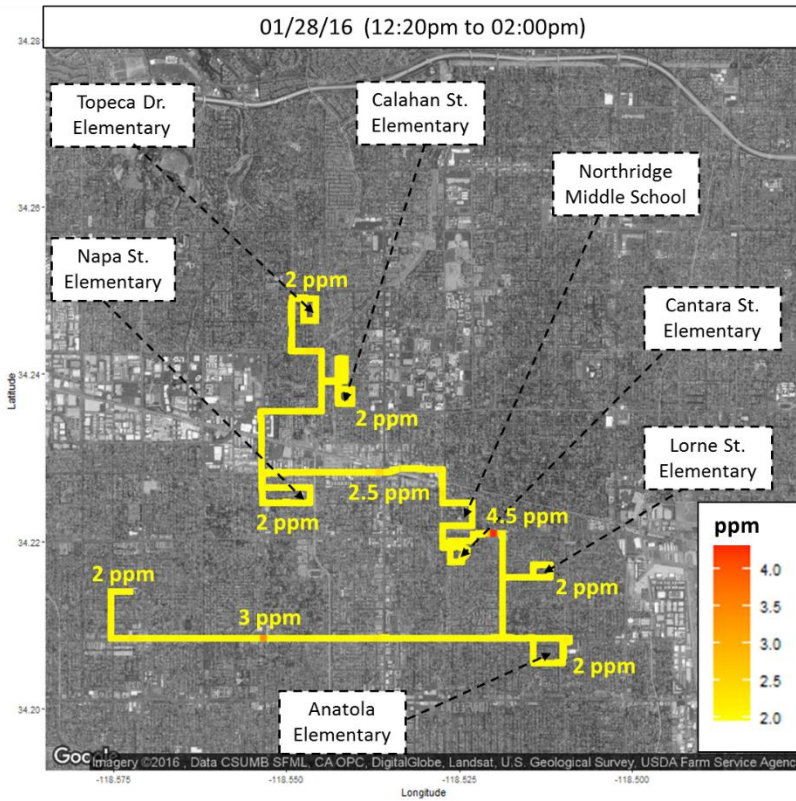 01/28/16 (12:20pm to 02:00pm)
34.28
Topeca Dr.
Elementary
Calahan St.
Elementary
Northridge
Middle School
34.26
Napa St.
Elementary
2 ppm
Cantara St.
Elementary
34.24
Latitude
2 ppm
Lorne St.
Elementary
2.5 ppm
2 ppm
4.5 ppm
34.22
ppm
4.0
3.5
3.0
2.5
2.0
2 ppm
2 ppm
3 ppm
2 ppm
Anatola
Elementary
34.20
Google
Imagery ©2016 , Data CSUMB SFML, CA OPC, DigitalGlobe, Landsat, U.S. Geological Survey, USDA Farm Service Agenc
-118.575
-118.550
-118.525
-118.500
Longitude